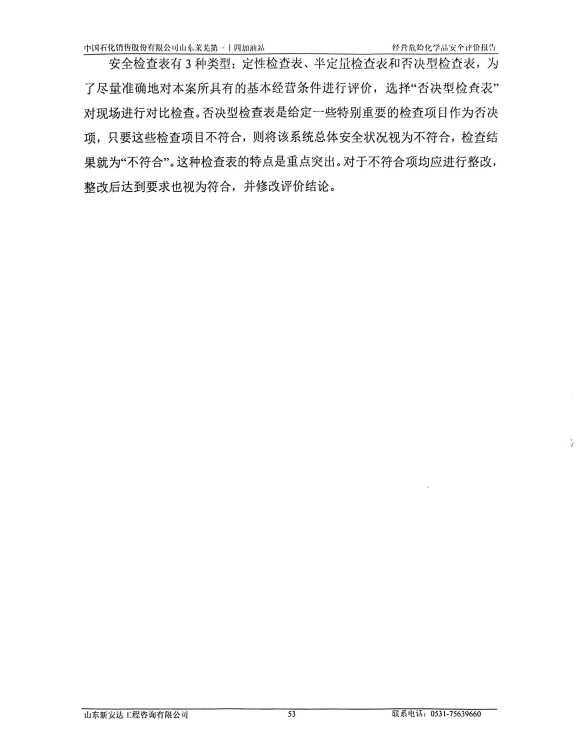 中国石化销售股份有限公司山东莱芜第一十四加油站 经营危险化学品安全评价报告
安全检查表有 3 种类型：定性检查表、半定量检查表和否决型检查表，为
了尽量准确地对本案所具有的基本经营条件进行评价，选择“否决型检查表”
对现场进行对比检查。否决型检查表是给定一些特别重要的检查项目作为否决
项，只要这些检查项目不符合，则将该系统总体安全状况视为不符合，检查结
果就为“不符合”。这种检查表的特点是重点突出。对于不符合项均应进行整改，
整改后达到要求也视为符合，并修改评价结论。
山东新安达工程咨询有限公司 53 联系电话：0531-75639660